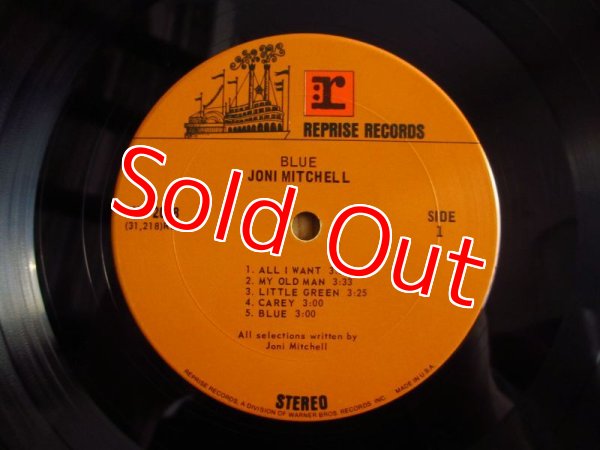 r
REPRISE RECORDS
BLUE
JONI MITCHELL
(31,218)
SIDE
1
Sold Out
1. ALL I WANT
2. MY OLD MAN 3:33
3. LITTLE GREEN 3:25
4. CAREY 3:00
5. BLUE 3:00
All selections written by
Joni Mitchell
STEREO
REPRISE RECORDS, A DIVISION OF WARNER BROS. RECORDS, INC.
MADE IN U.S.A.